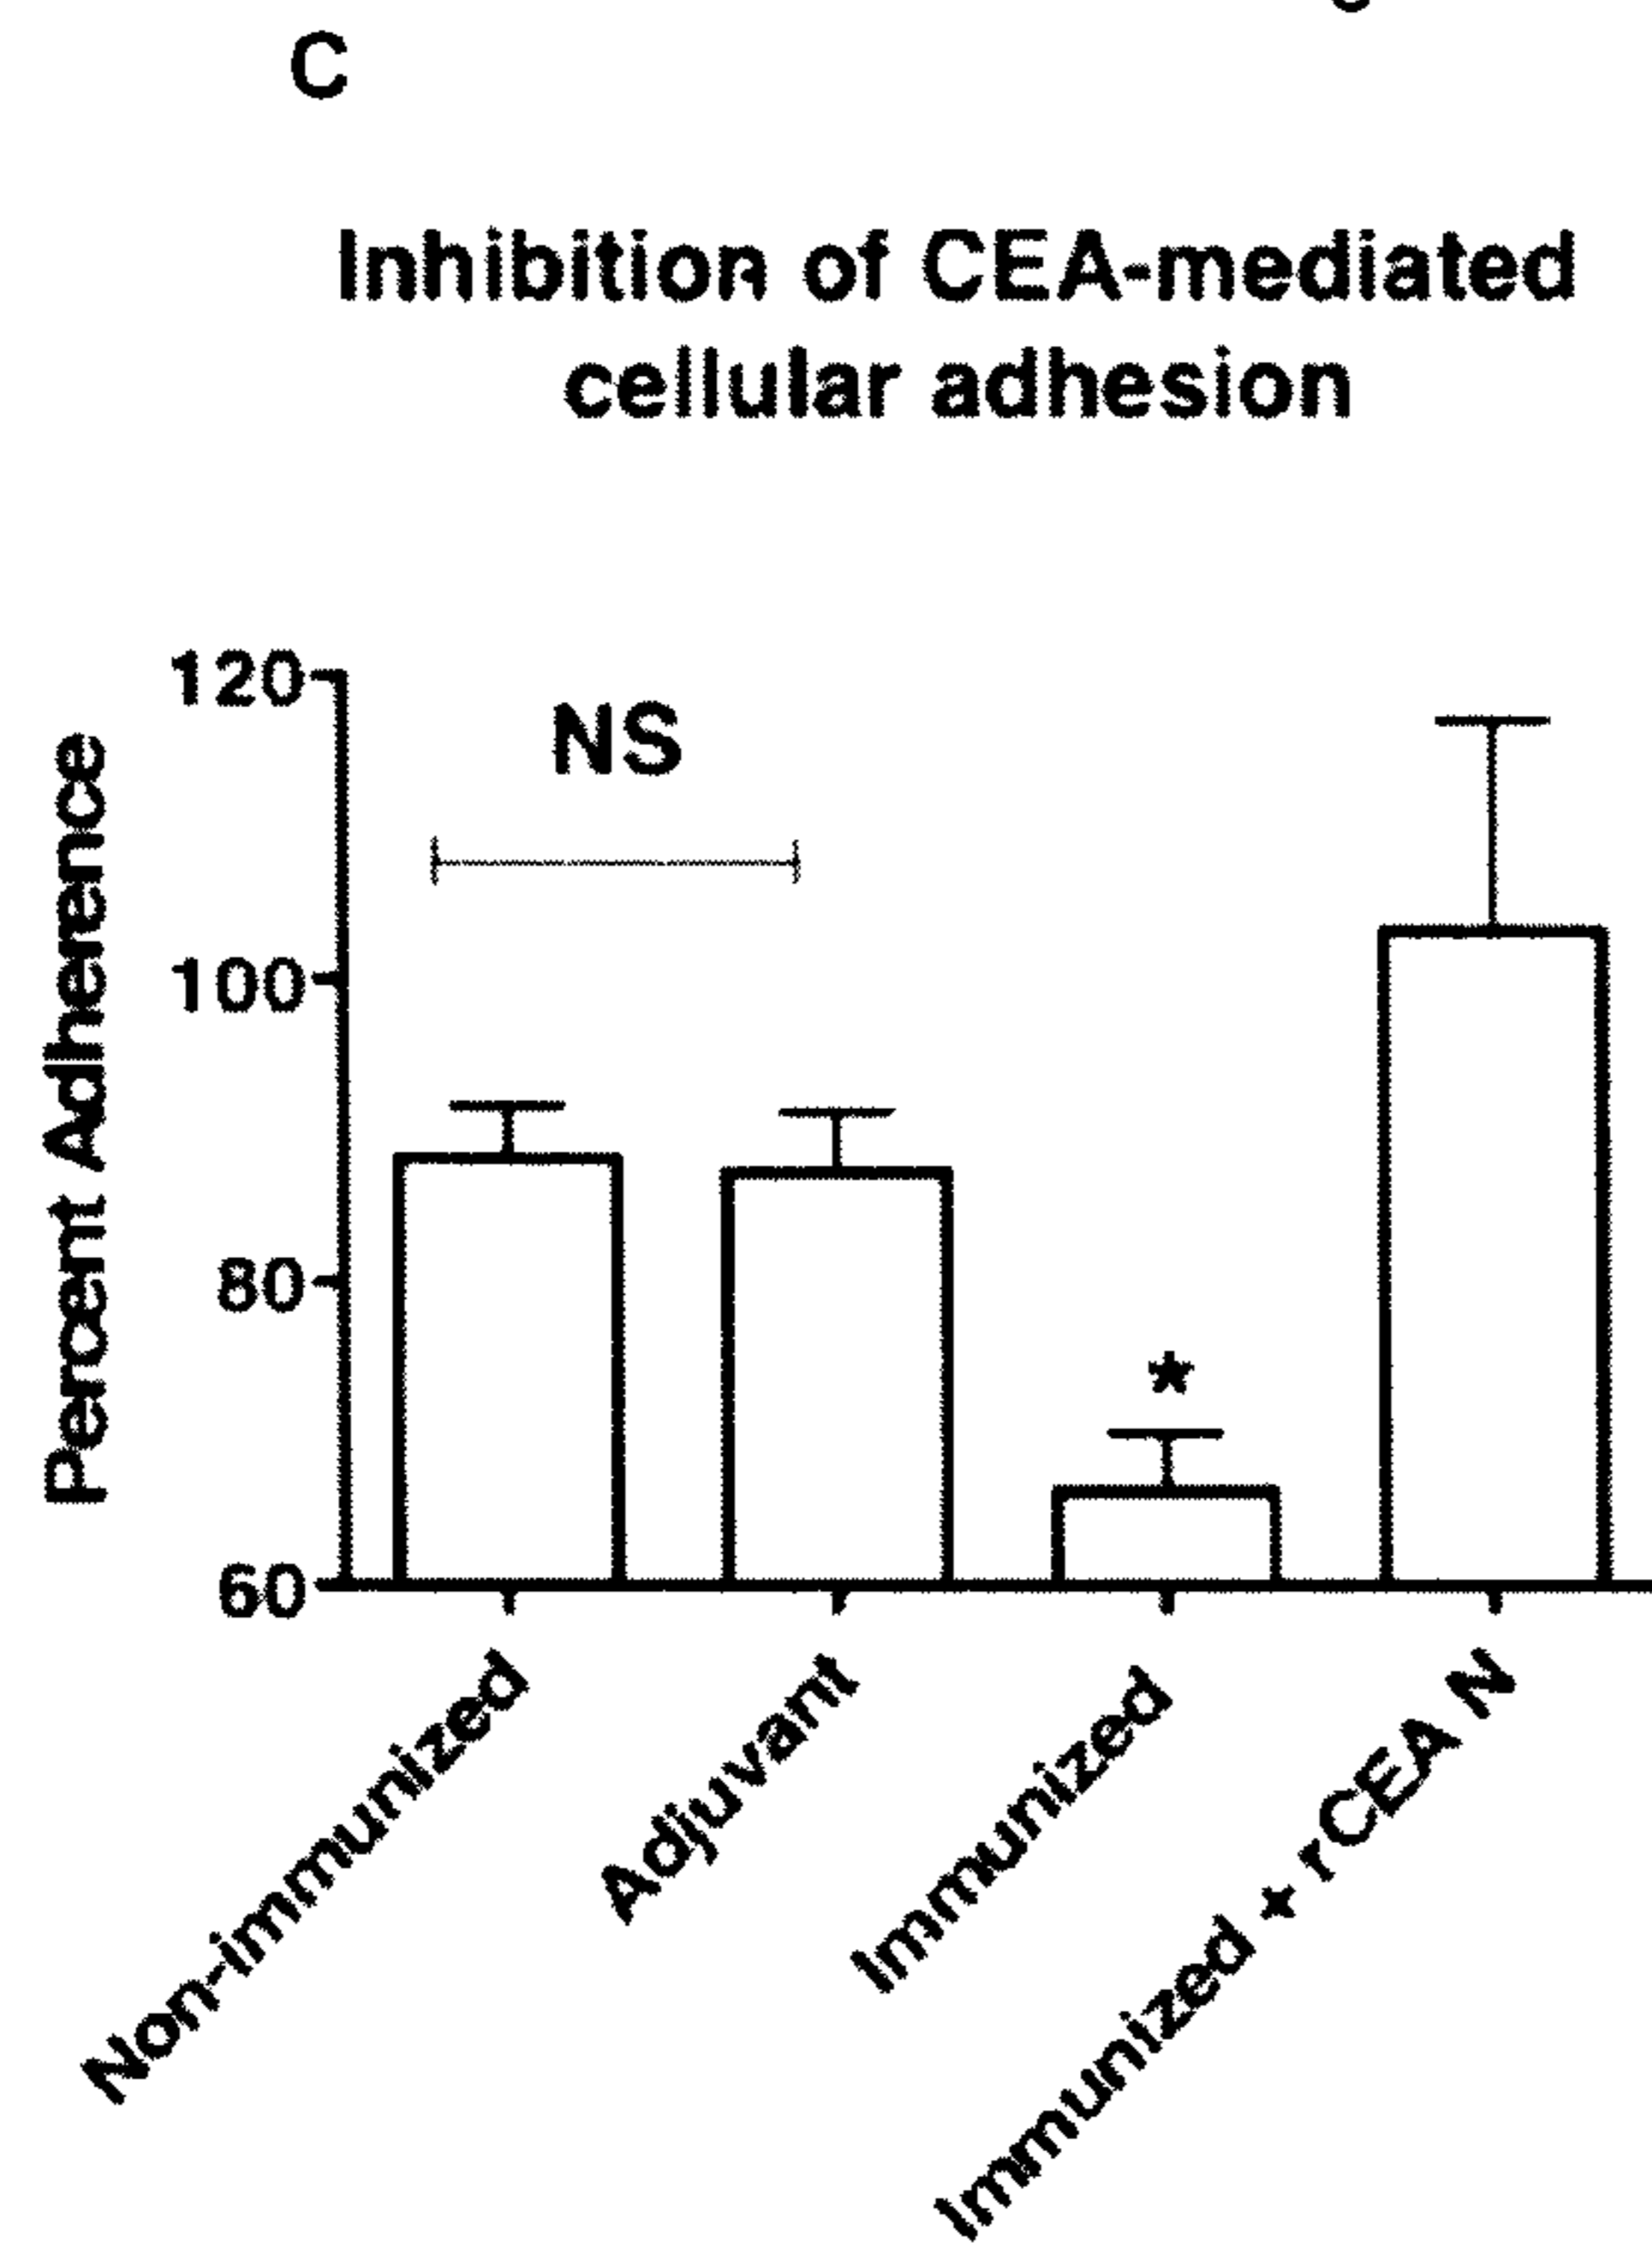 C
Inhibition of CEA-mediated
cellular adhesion
120
NS
100
80
*
60
Percent Adherence
Non-immunized
Adjuvant
Immunized
Immunized + rCEA N